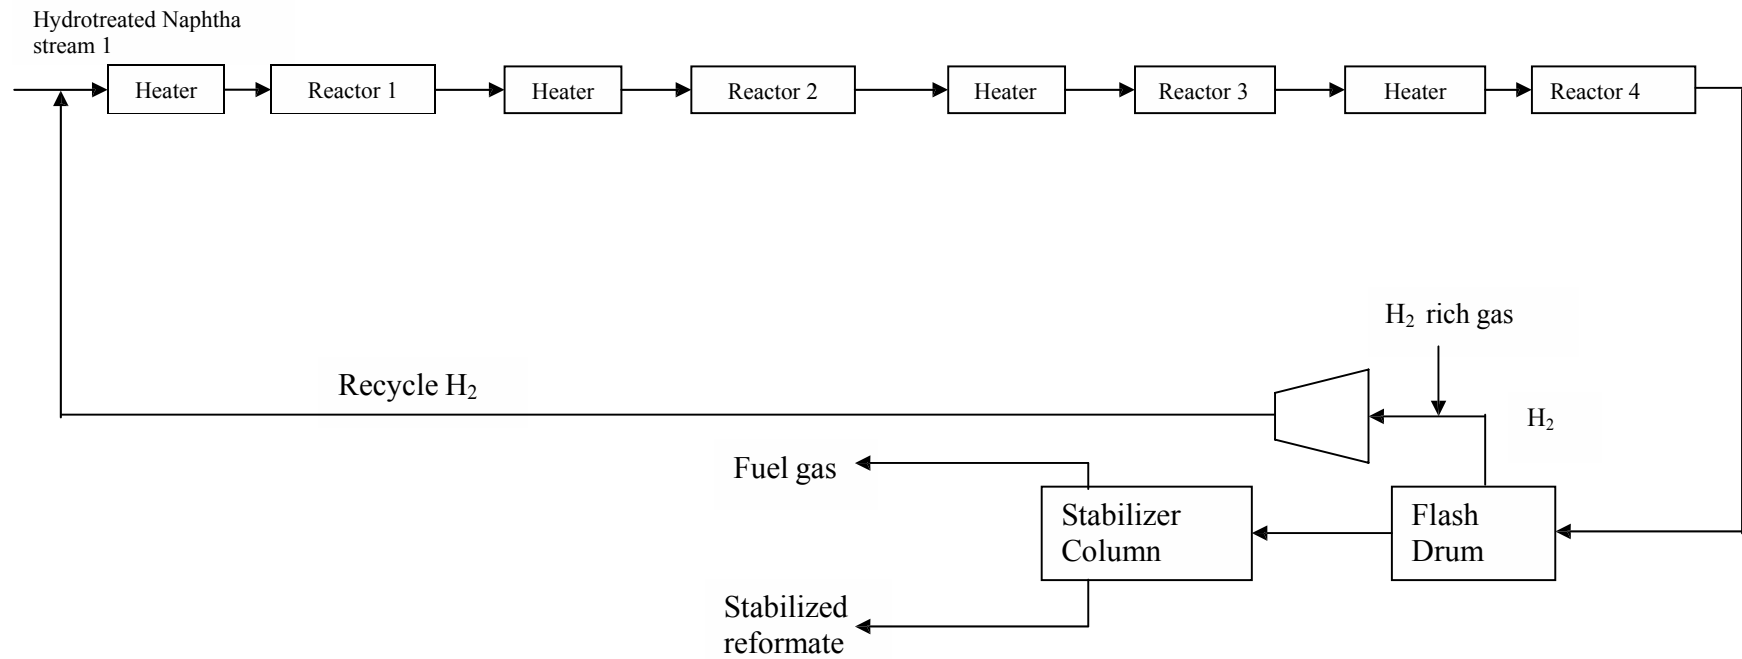 Hydrotreated Naphtha
stream 1
Heater
Reactor 1
Heater
Reactor 2
Heater
Reactor 3
Heater
Reactor 4
H₂ rich gas
Recycle H₂
H₂
Fuel gas
Stabilizer
Column
Flash
Drum
Stabilized
reformate